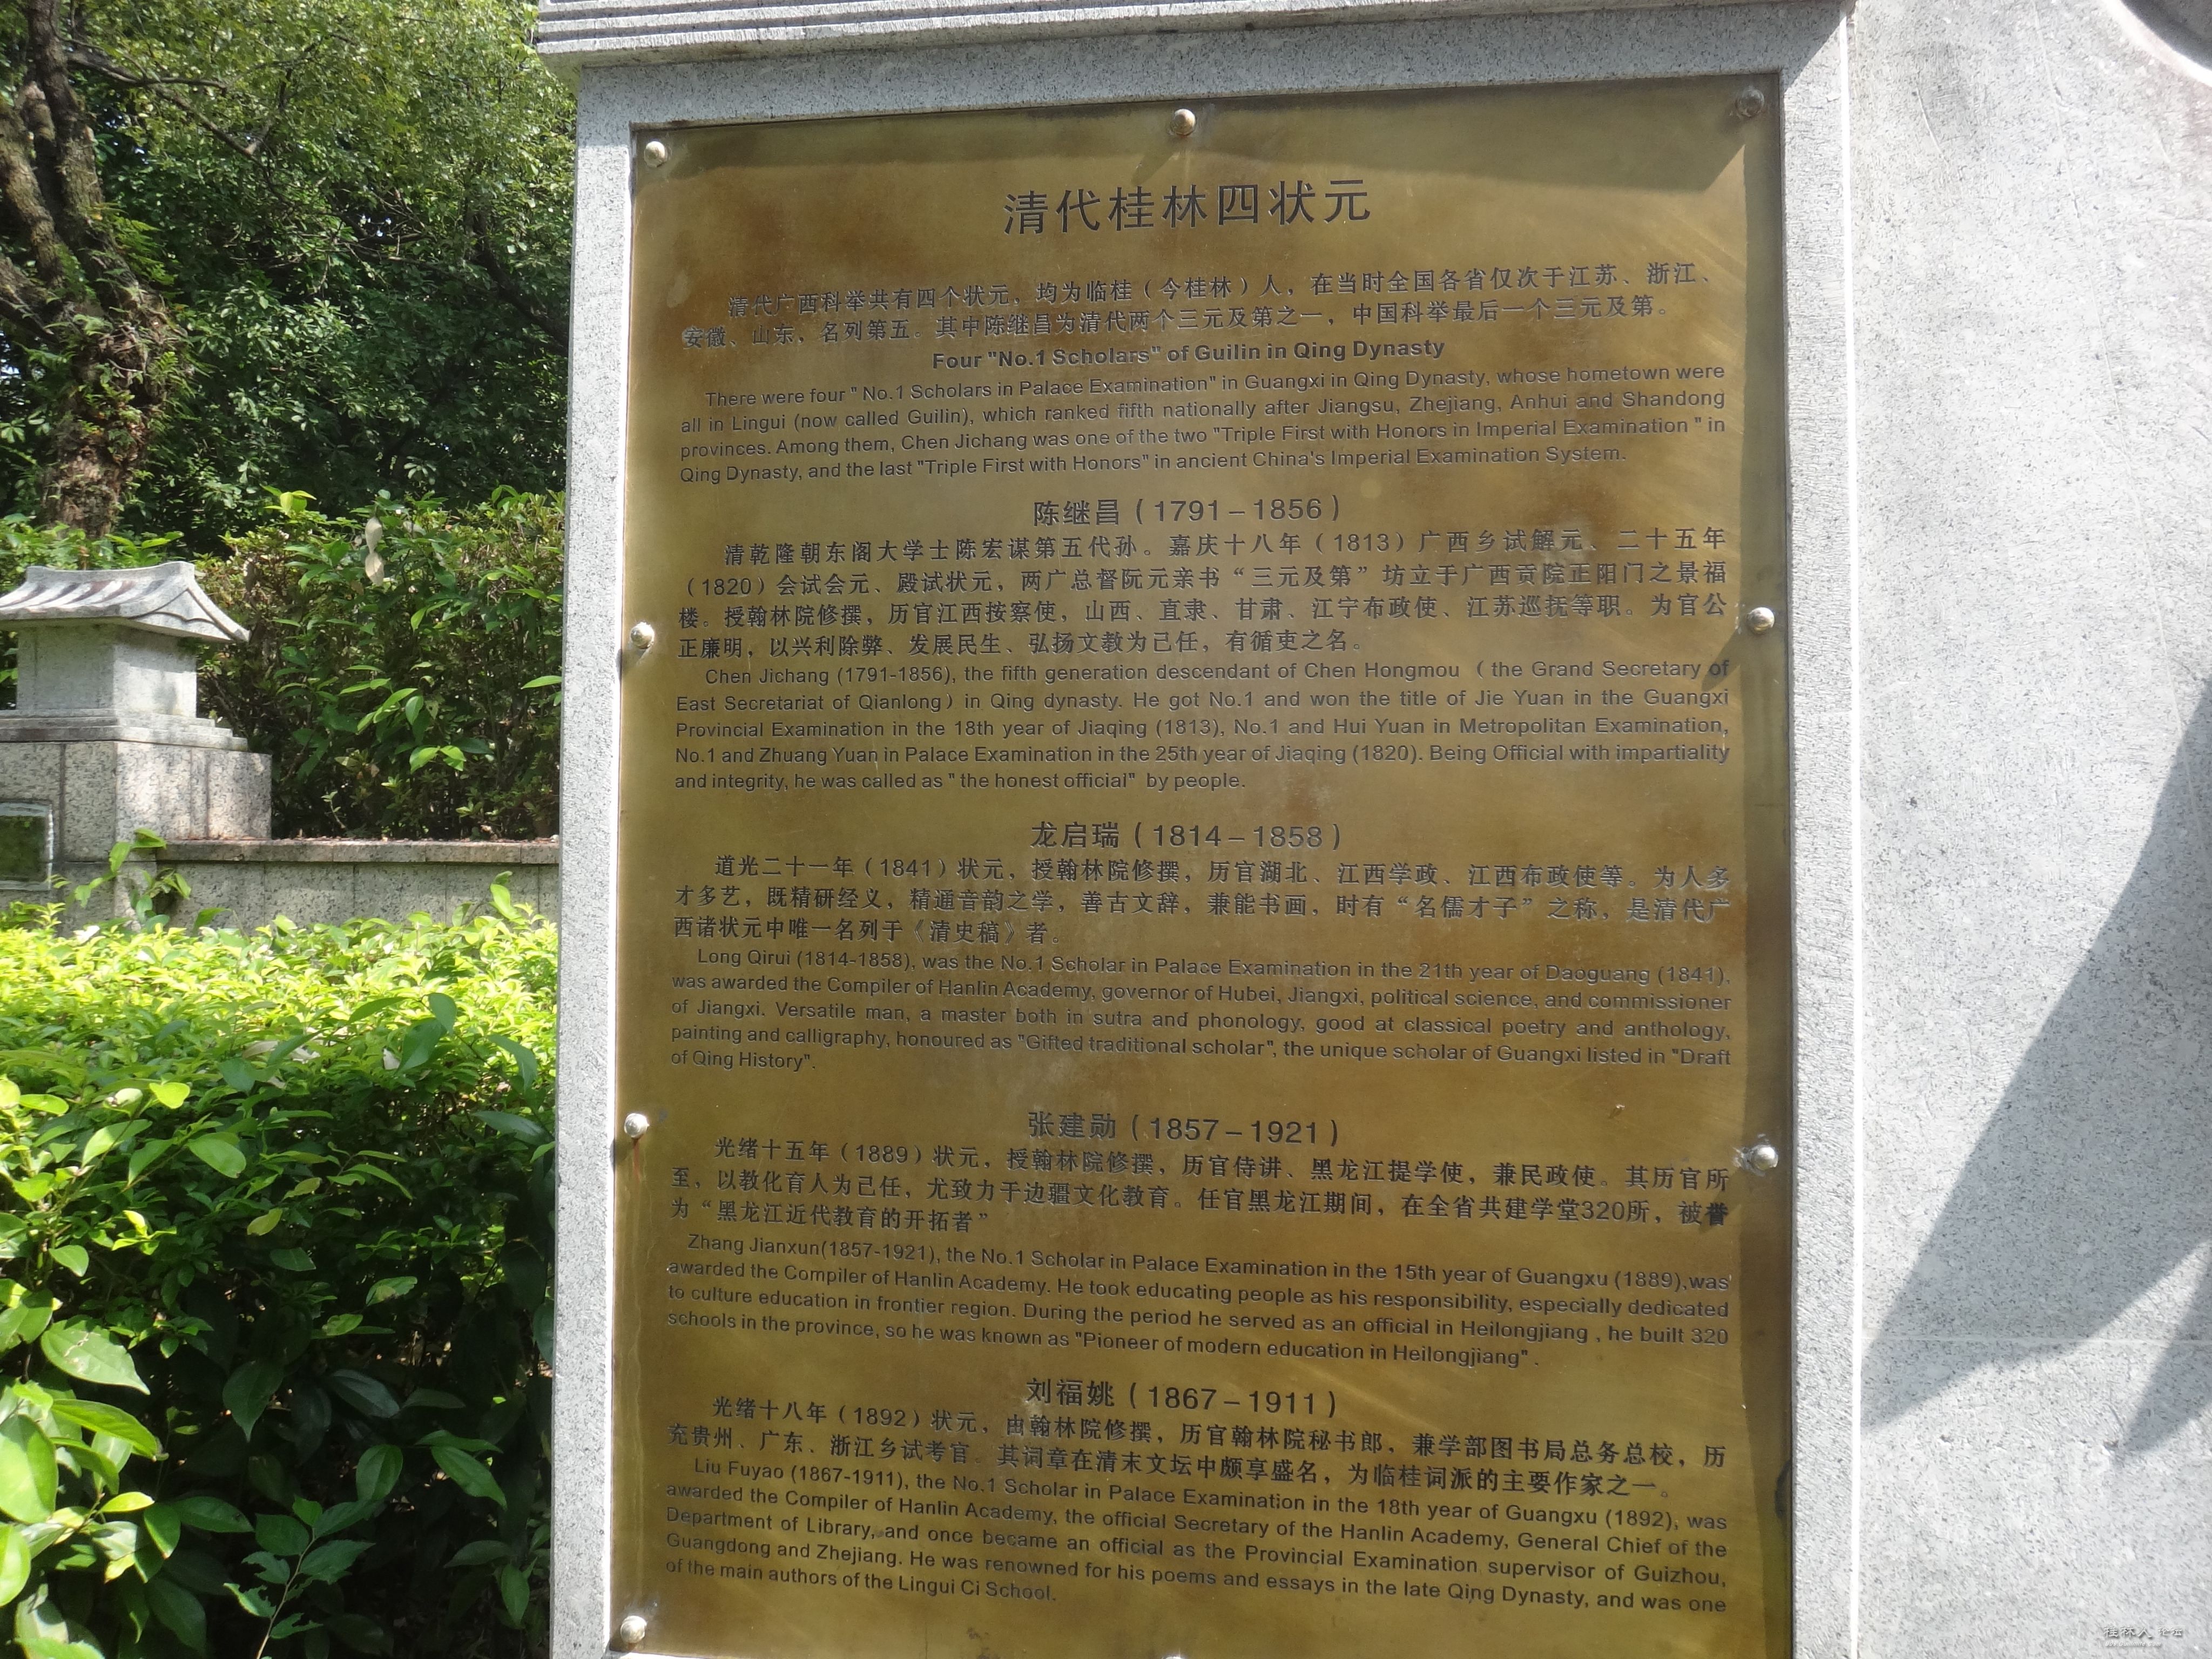 清代桂林四状元
清代广西科举共有四个状元，均为临桂（今桂林）人，在当时全国各省仅次于江苏、浙江、
安徽、山东，名列第五。其中陈继昌为清代两个三元及第之一，中国科举最后一个三元及第。
Four "No.1 Scholars" of Guilin in Qing Dynasty
There were four " No.1 Scholars in Palace Examination" in Guangxi in Qing Dynasty, whose hometown were
all in Lingui (now called Guilin), which ranked fifth nationally after Jiangsu, Zhejiang, Anhui and Shandong
provinces. Among them, Chen Jichang was one of the two "Triple First with Honors in Imperial Examination " in
Qing Dynasty, and the last "Triple First with Honors" in ancient China's Imperial Examination System.
陈继昌（1791－1856）
清乾隆朝东阁大学士陈宏谋第五代孙。嘉庆十八年（1813）广西乡试解元、二十五年
（1820）会试会元、殿试状元，两广总督阮元亲书“三元及第”坊立于广西贡院正阳门之景福
楼。授翰林院修撰，历官江西按察使，山西、直隶、甘肃、江宁布政使、江苏巡抚等职。为官公
正廉明，以兴利除弊、发展民生、弘扬文教为己任，有循吏之名。
Chen Jichang (1791-1856), the fifth generation descendant of Chen Hongmou （ the Grand Secretary of
East Secretariat of Qianlong）in Qing dynasty. He got No.1 and won the title of Jie Yuan in the Guangxi
Provincial Examination in the 18th year of Jiaqing (1813), No.1 and Hui Yuan in Metropolitan Examination,
No.1 and Zhuang Yuan in Palace Examination in the 25th year of Jiaqing (1820). Being Official with impartiality
and integrity, he was called as " the honest official" by people.
龙启瑞（1814－1858）
道光二十一年（1841）状元，授翰林院修撰，历官湖北、江西学政、江西布政使等。为人多
才多艺，既精研经义，精通音韵之学，善古文辞，兼能书画，时有“名儒才子”之称，是清代广
西诸状元中唯一名列于《清史稿》者。
Long Qirui (1814-1858), was the No.1 Scholar in Palace Examination in the 21th year of Daoguang (1841),
was awarded the Compiler of Hanlin Academy, governor of Hubei, Jiangxi, political science, and commissioner
of Jiangxi. Versatile man, a master both in sutra and phonology, good at classical poetry and anthology,
painting and calligraphy, honoured as "Gifted traditional scholar", the unique scholar of Guangxi listed in "Draft
of Qing History".
张建勋（1857－1921）
光绪十五年（1889）状元，授翰林院修撰，历官侍讲、黑龙江提学使，兼民政使。其历官所
至，以教化育人为己任，尤致力于边疆文化教育。任官黑龙江期间，在全省共建学堂320所，被誉
为“黑龙江近代教育的开拓者”
Zhang Jianxun(1857-1921), the No.1 Scholar in Palace Examination in the 15th year of Guangxu (1889),was
awarded the Compiler of Hanlin Academy. He took educating people as his responsibility, especially dedicated
to culture education in frontier region. During the period he served as an official in Heilongjiang , he built 320
schools in the province, so he was known as "Pioneer of modern education in Heilongjiang" .
刘福姚（1867－1911）
光绪十八年（1892）状元，由翰林院修撰，历官翰林院秘书郎，兼学部图书局总务总校，历
充贵州、广东、浙江乡试考官。其词章在清末文坛中颇享盛名，为临桂词派的主要作家之一。
Liu Fuyao (1867-1911), the No.1 Scholar in Palace Examination in the 18th year of Guangxu (1892), was
awarded the Compiler of Hanlin Academy, the official Secretary of the Hanlin Academy, General Chief of the
Department of Library, and once became an official as the Provincial Examination supervisor of Guizhou,
Guangdong and Zhejiang. He was renowned for his poems and essays in the late Qing Dynasty, and was one
of the main authors of the Lingui Ci School.
桂林人论坛